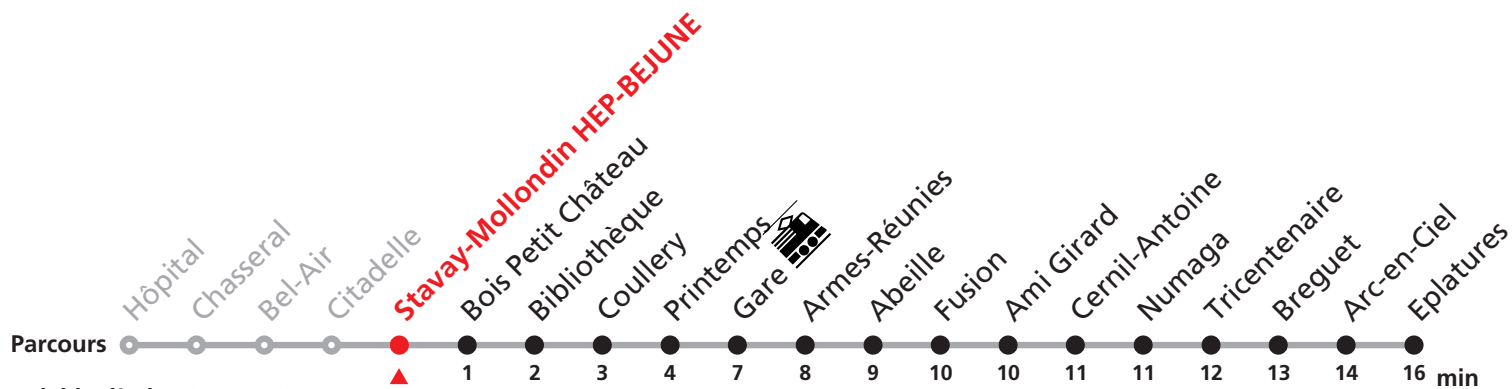 Hôpital
Chasseral
Bel-Air
Citadelle
Stavay-Mollondin HEP-BEJUNE
Bois Petit Château
Bibliothèque
Coullery
Printemps
Gare
Armes-Réunies
Abeille
Fusion
Ami Girard
Cernil-Antoine
Numaga
Tricentenaire
Breguet
Arc-en-Ciel
Eplatures
Parcours
1 2 3 4 7 8 9 10 10 11 11 12 13 14 16 min